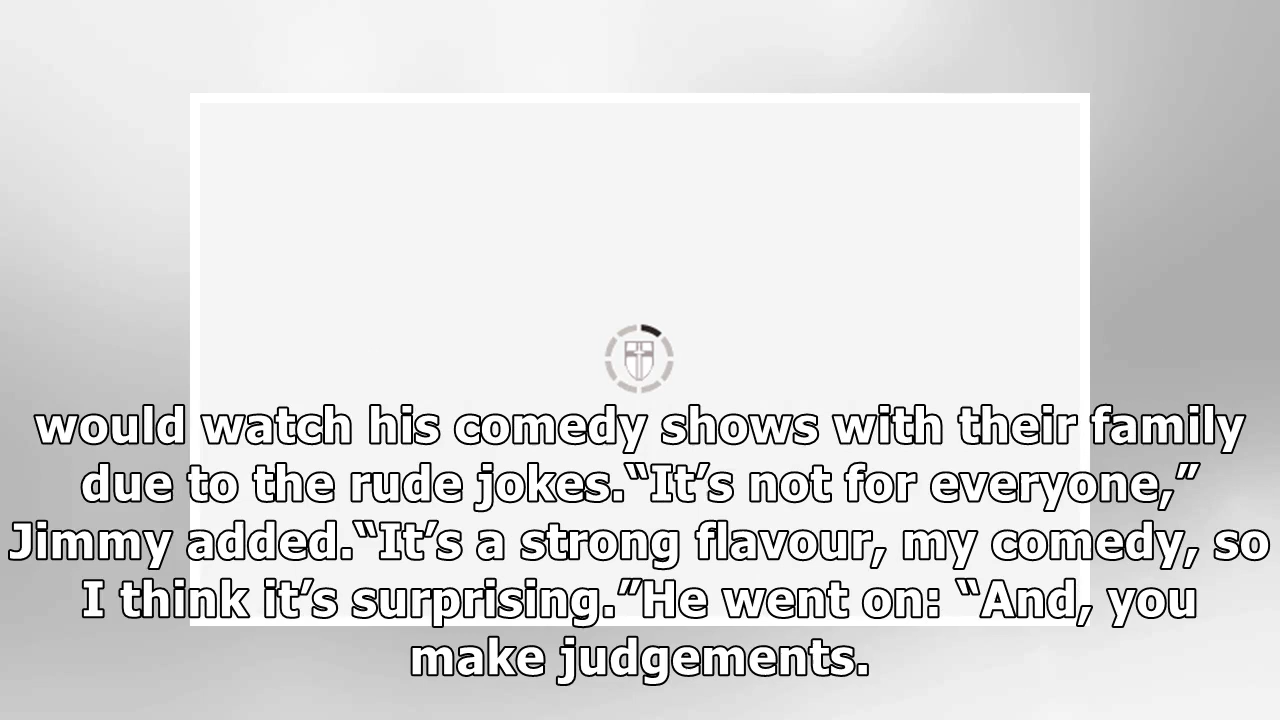 would watch his comedy shows with their family
due to the rude jokes.“It’s not for everyone,”
Jimmy added.“It’s a strong flavour, my comedy, so
I think it’s surprising.”He went on: “And, you
make judgements.